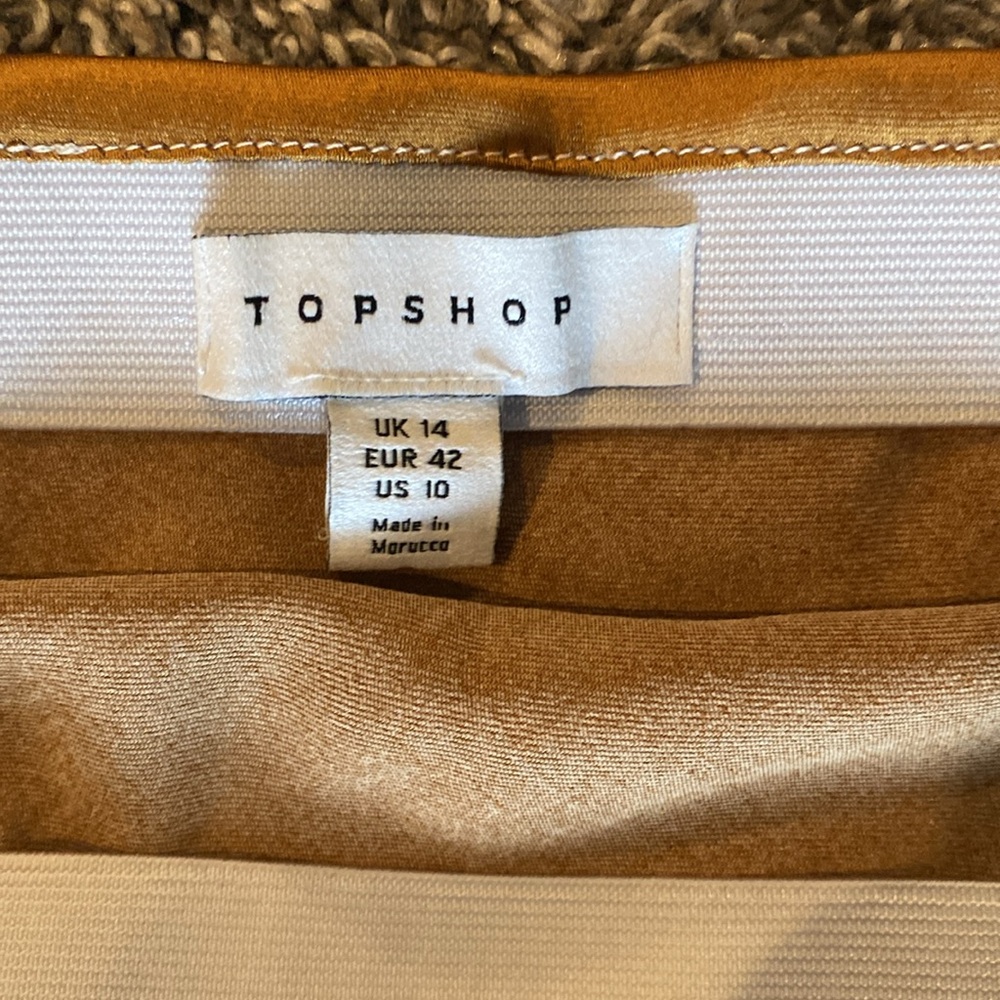 TOPSHOP
UK 14
EUR 42
US 10
Made in
Morocco